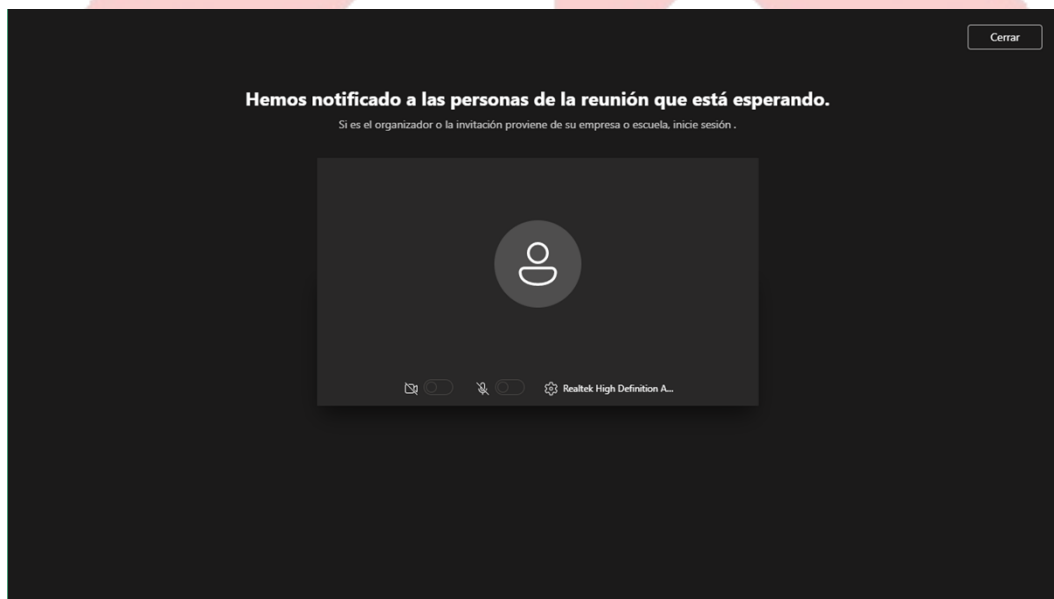 Cerrar
Hemos notificado a las personas de la reunión que está esperando.
Si es el organizador o la invitación proviene de su empresa o escuela, inicie sesión .
Realtek High Definition A...